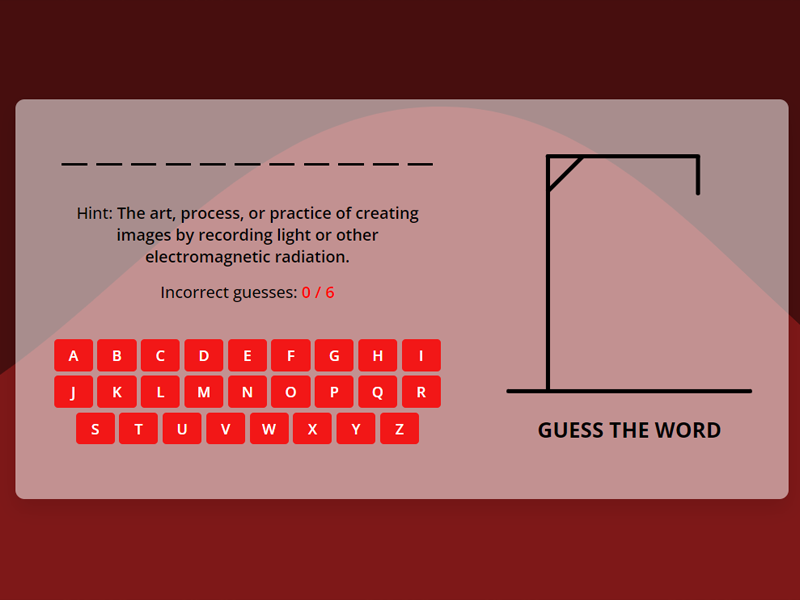 Hint: The art, process, or practice of creating
images by recording light or other
electromagnetic radiation.
Incorrect guesses: 0 / 6
A B C D E F G H I
J K L M N O P Q R
S T U V W X Y Z
GUESS THE WORD